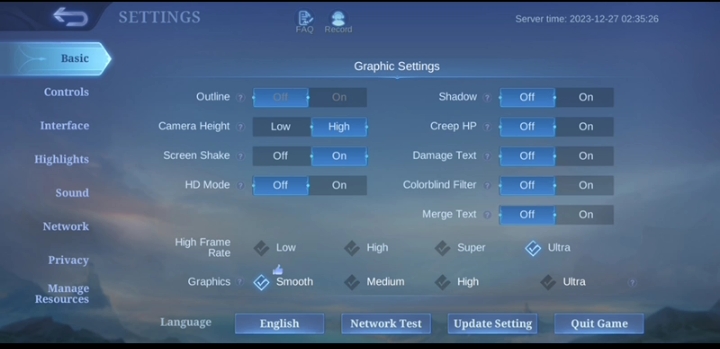 SETTINGS
FAQ
Record
Server time: 2023-12-27 02:35:26
Basic
Controls
Interface
Highlights
Sound
Network
Privacy
Manage
Resources
Graphic Settings
Outline ? Off On
Shadow ? Off On
Camera Height ? Low High
Creep HP ? Off On
Screen Shake ? Off On
Damage Text ? Off On
HD Mode ? Off On
Colorblind Filter ? Off On
Merge Text ? Off On
High Frame
Rate
Low High Super Ultra
Graphics ? Smooth Medium High Ultra ?
Language English Network Test Update Setting Quit Game